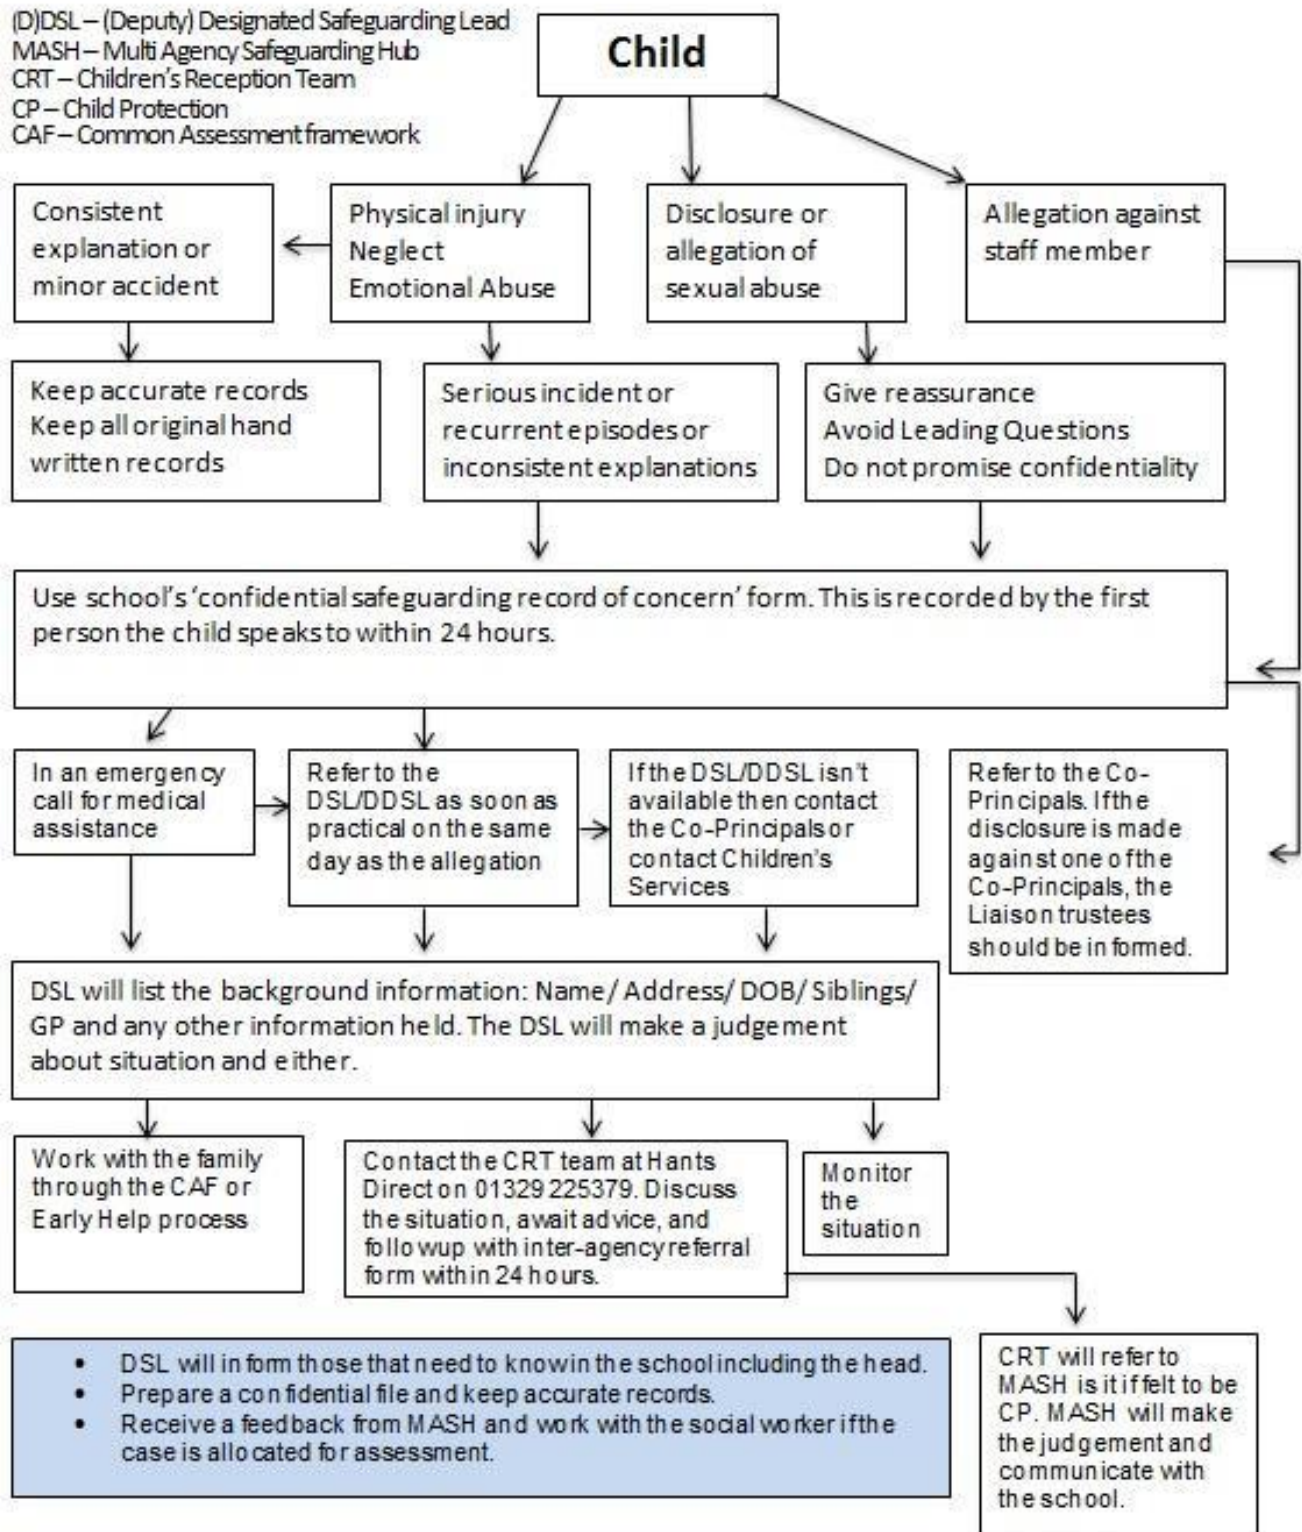 (D)DSL – (Deputy) Designated Safeguarding Lead
MASH – Multi Agency Safeguarding Hub
CRT – Children's Reception Team
CP – Child Protection
CAF – Common Assessment framework
Child
Consistent
explanation or
minor accident
Physical injury
Neglect
Emotional Abuse
Disclosure or
allegation of
sexual abuse
Allegation against
staff member
Keep accurate records
Keep all original hand
written records
Serious incident or
recurrent episodes or
inconsistent explanations
Give reassurance
Avoid Leading Questions
Do not promise confidentiality
Use school's 'confidential safeguarding record of concern' form. This is recorded by the first
person the child speaks to within 24 hours.
In an emergency
call for medical
assistance
Refer to the
DSL/DDSL as soon as
practical on the same
day as the allegation
If the DSL/DDSL isn't
available then contact
the Co-Principals or
contact Children's
Services
Refer to the Co-
Principals. If the
disclosure is made
against one of the
Co-Principals, the
Liaison trustees
should be informed.
DSL will list the background information: Name/ Address/ DOB/ Siblings/
GP and any other information held. The DSL will make a judgement
about situation and either.
Work with the family
through the CAF or
Early Help process
Contact the CRT team at Hants
Direct on 01329 225379. Discuss
the situation, await advice, and
followup with inter-agency referral
form within 24 hours.
Monitor
the
situation
• DSL will inform those that need to know in the school including the head.
• Prepare a confidential file and keep accurate records.
• Receive a feedback from MASH and work with the social worker if the
case is allocated for assessment.
CRT will refer to
MASH is it if felt to be
CP. MASH will make
the judgement and
communicate with
the school.